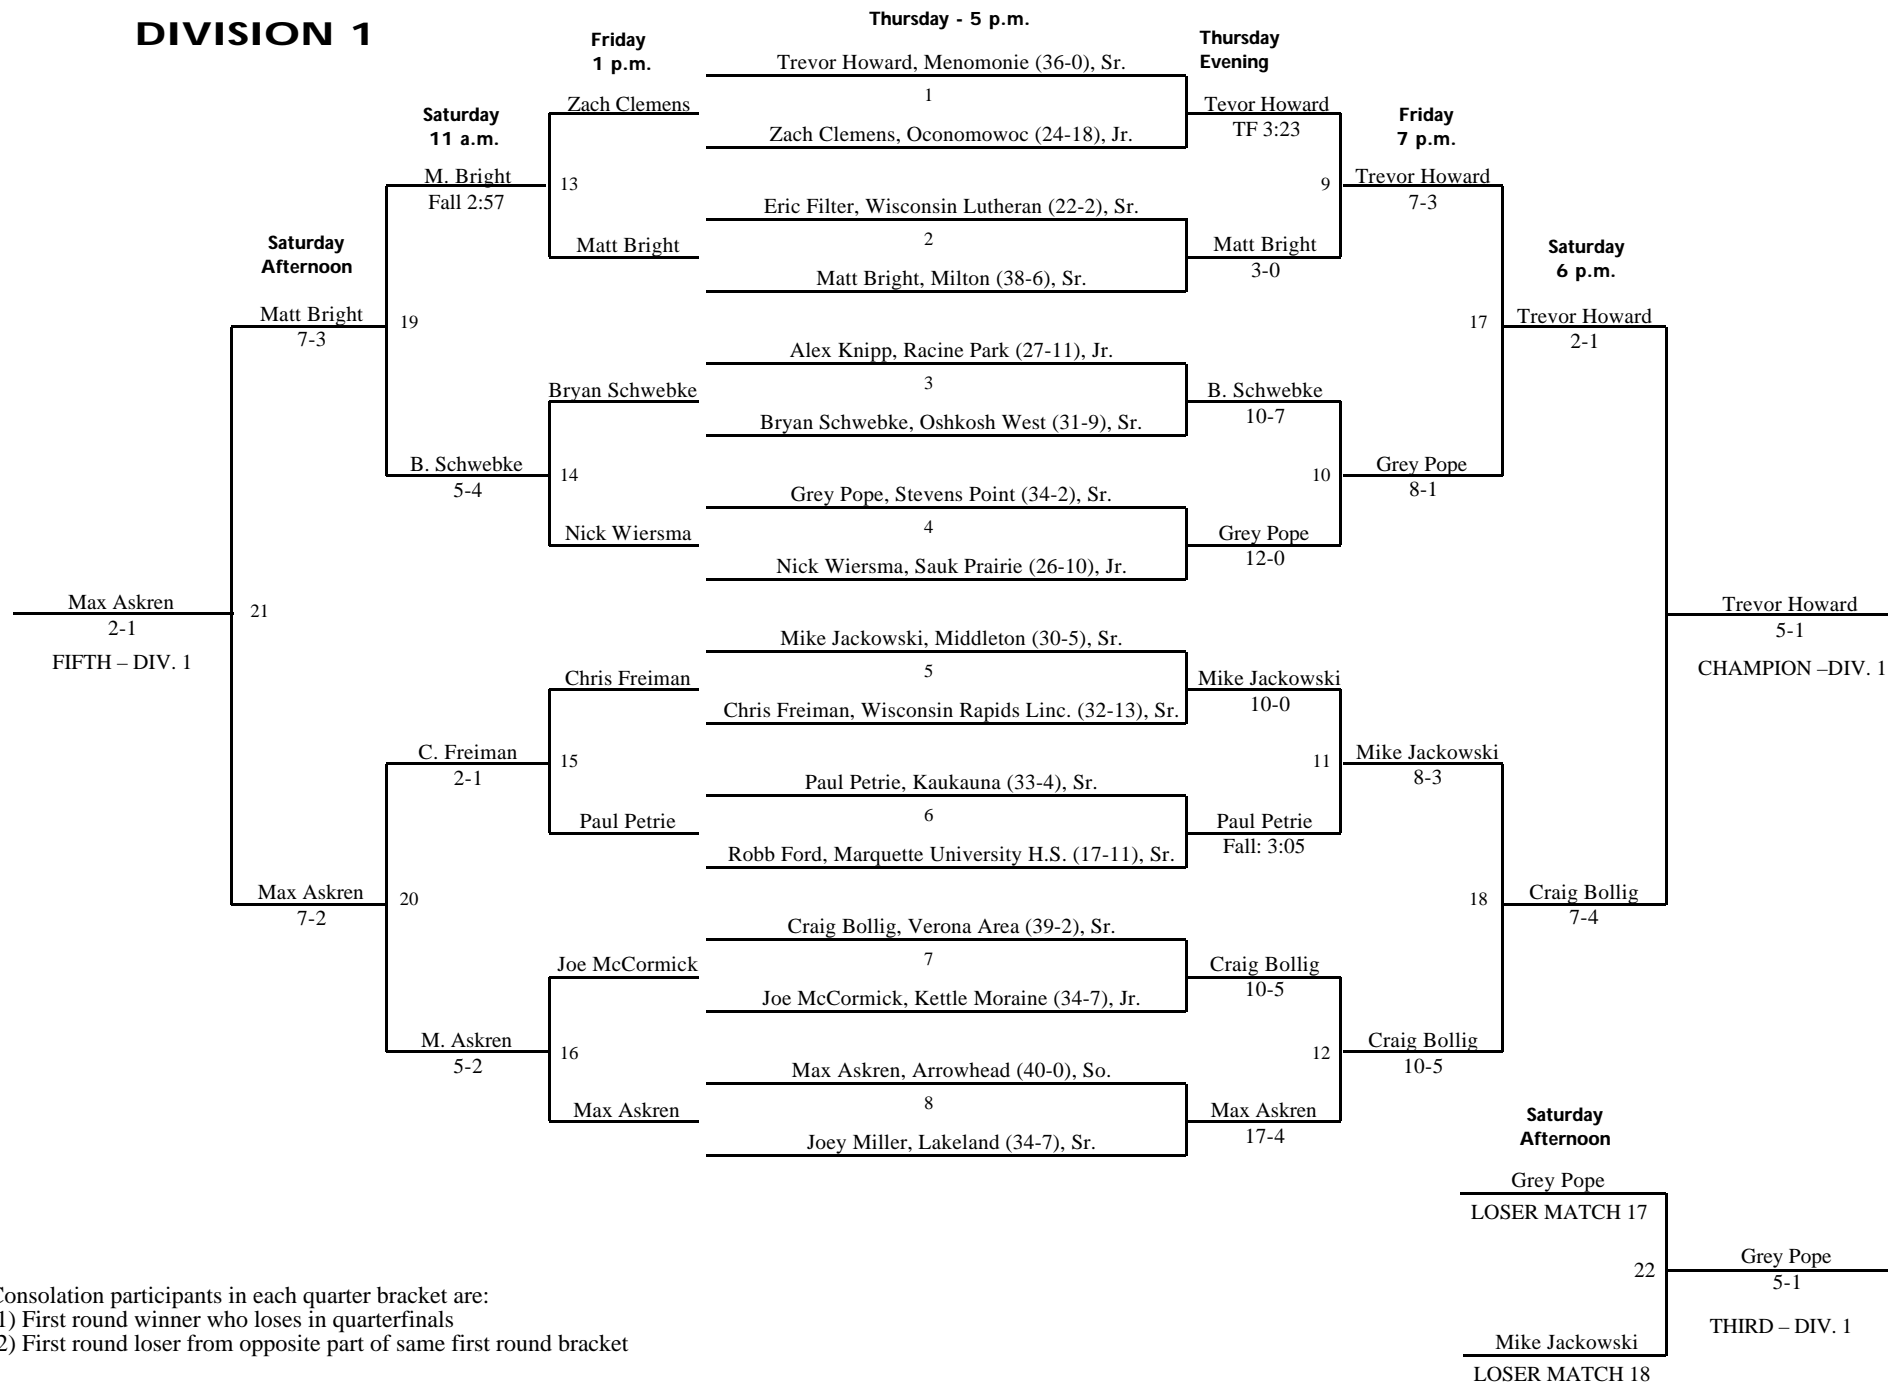 DIVISION 1
Thursday - 5 p.m.
Friday
1 p.m.
Thursday
Evening
Saturday
11 a.m.
Friday
7 p.m.
Saturday
Afternoon
Saturday
6 p.m.
Trevor Howard, Menomonie (36-0), Sr.
1
Zach Clemens, Oconomowoc (24-18), Jr.
Eric Filter, Wisconsin Lutheran (22-2), Sr.
2
Matt Bright, Milton (38-6), Sr.
Alex Knipp, Racine Park (27-11), Jr.
3
Bryan Schwebke, Oshkosh West (31-9), Sr.
Grey Pope, Stevens Point (34-2), Sr.
4
Nick Wiersma, Sauk Prairie (26-10), Jr.
Mike Jackowski, Middleton (30-5), Sr.
5
Chris Freiman, Wisconsin Rapids Linc. (32-13), Sr.
Paul Petrie, Kaukauna (33-4), Sr.
6
Robb Ford, Marquette University H.S. (17-11), Sr.
Craig Bollig, Verona Area (39-2), Sr.
7
Joe McCormick, Kettle Moraine (34-7), Jr.
Max Askren, Arrowhead (40-0), So.
8
Joey Miller, Lakeland (34-7), Sr.
Tevor Howard
TF 3:23
9
Matt Bright
3-0
B. Schwebke
10-7
10
Grey Pope
12-0
Mike Jackowski
10-0
11
Paul Petrie
Fall: 3:05
Craig Bollig
10-5
12
Max Askren
17-4
Trevor Howard
7-3
17
Grey Pope
8-1
Mike Jackowski
8-3
18
Craig Bollig
10-5
Trevor Howard
2-1
Craig Bollig
7-4
Trevor Howard
5-1
CHAMPION –DIV. 1
Zach Clemens
13
Matt Bright
Bryan Schwebke
14
Nick Wiersma
Chris Freiman
15
Paul Petrie
Joe McCormick
16
Max Askren
M. Bright
Fall 2:57
19
B. Schwebke
5-4
C. Freiman
2-1
20
M. Askren
5-2
Matt Bright
7-3
21
Max Askren
7-2
Max Askren
2-1
FIFTH – DIV. 1
Saturday
Afternoon
Grey Pope
LOSER MATCH 17
22
Mike Jackowski
LOSER MATCH 18
Grey Pope
5-1
THIRD – DIV. 1
Consolation participants in each quarter bracket are:
1) First round winner who loses in quarterfinals
2) First round loser from opposite part of same first round bracket